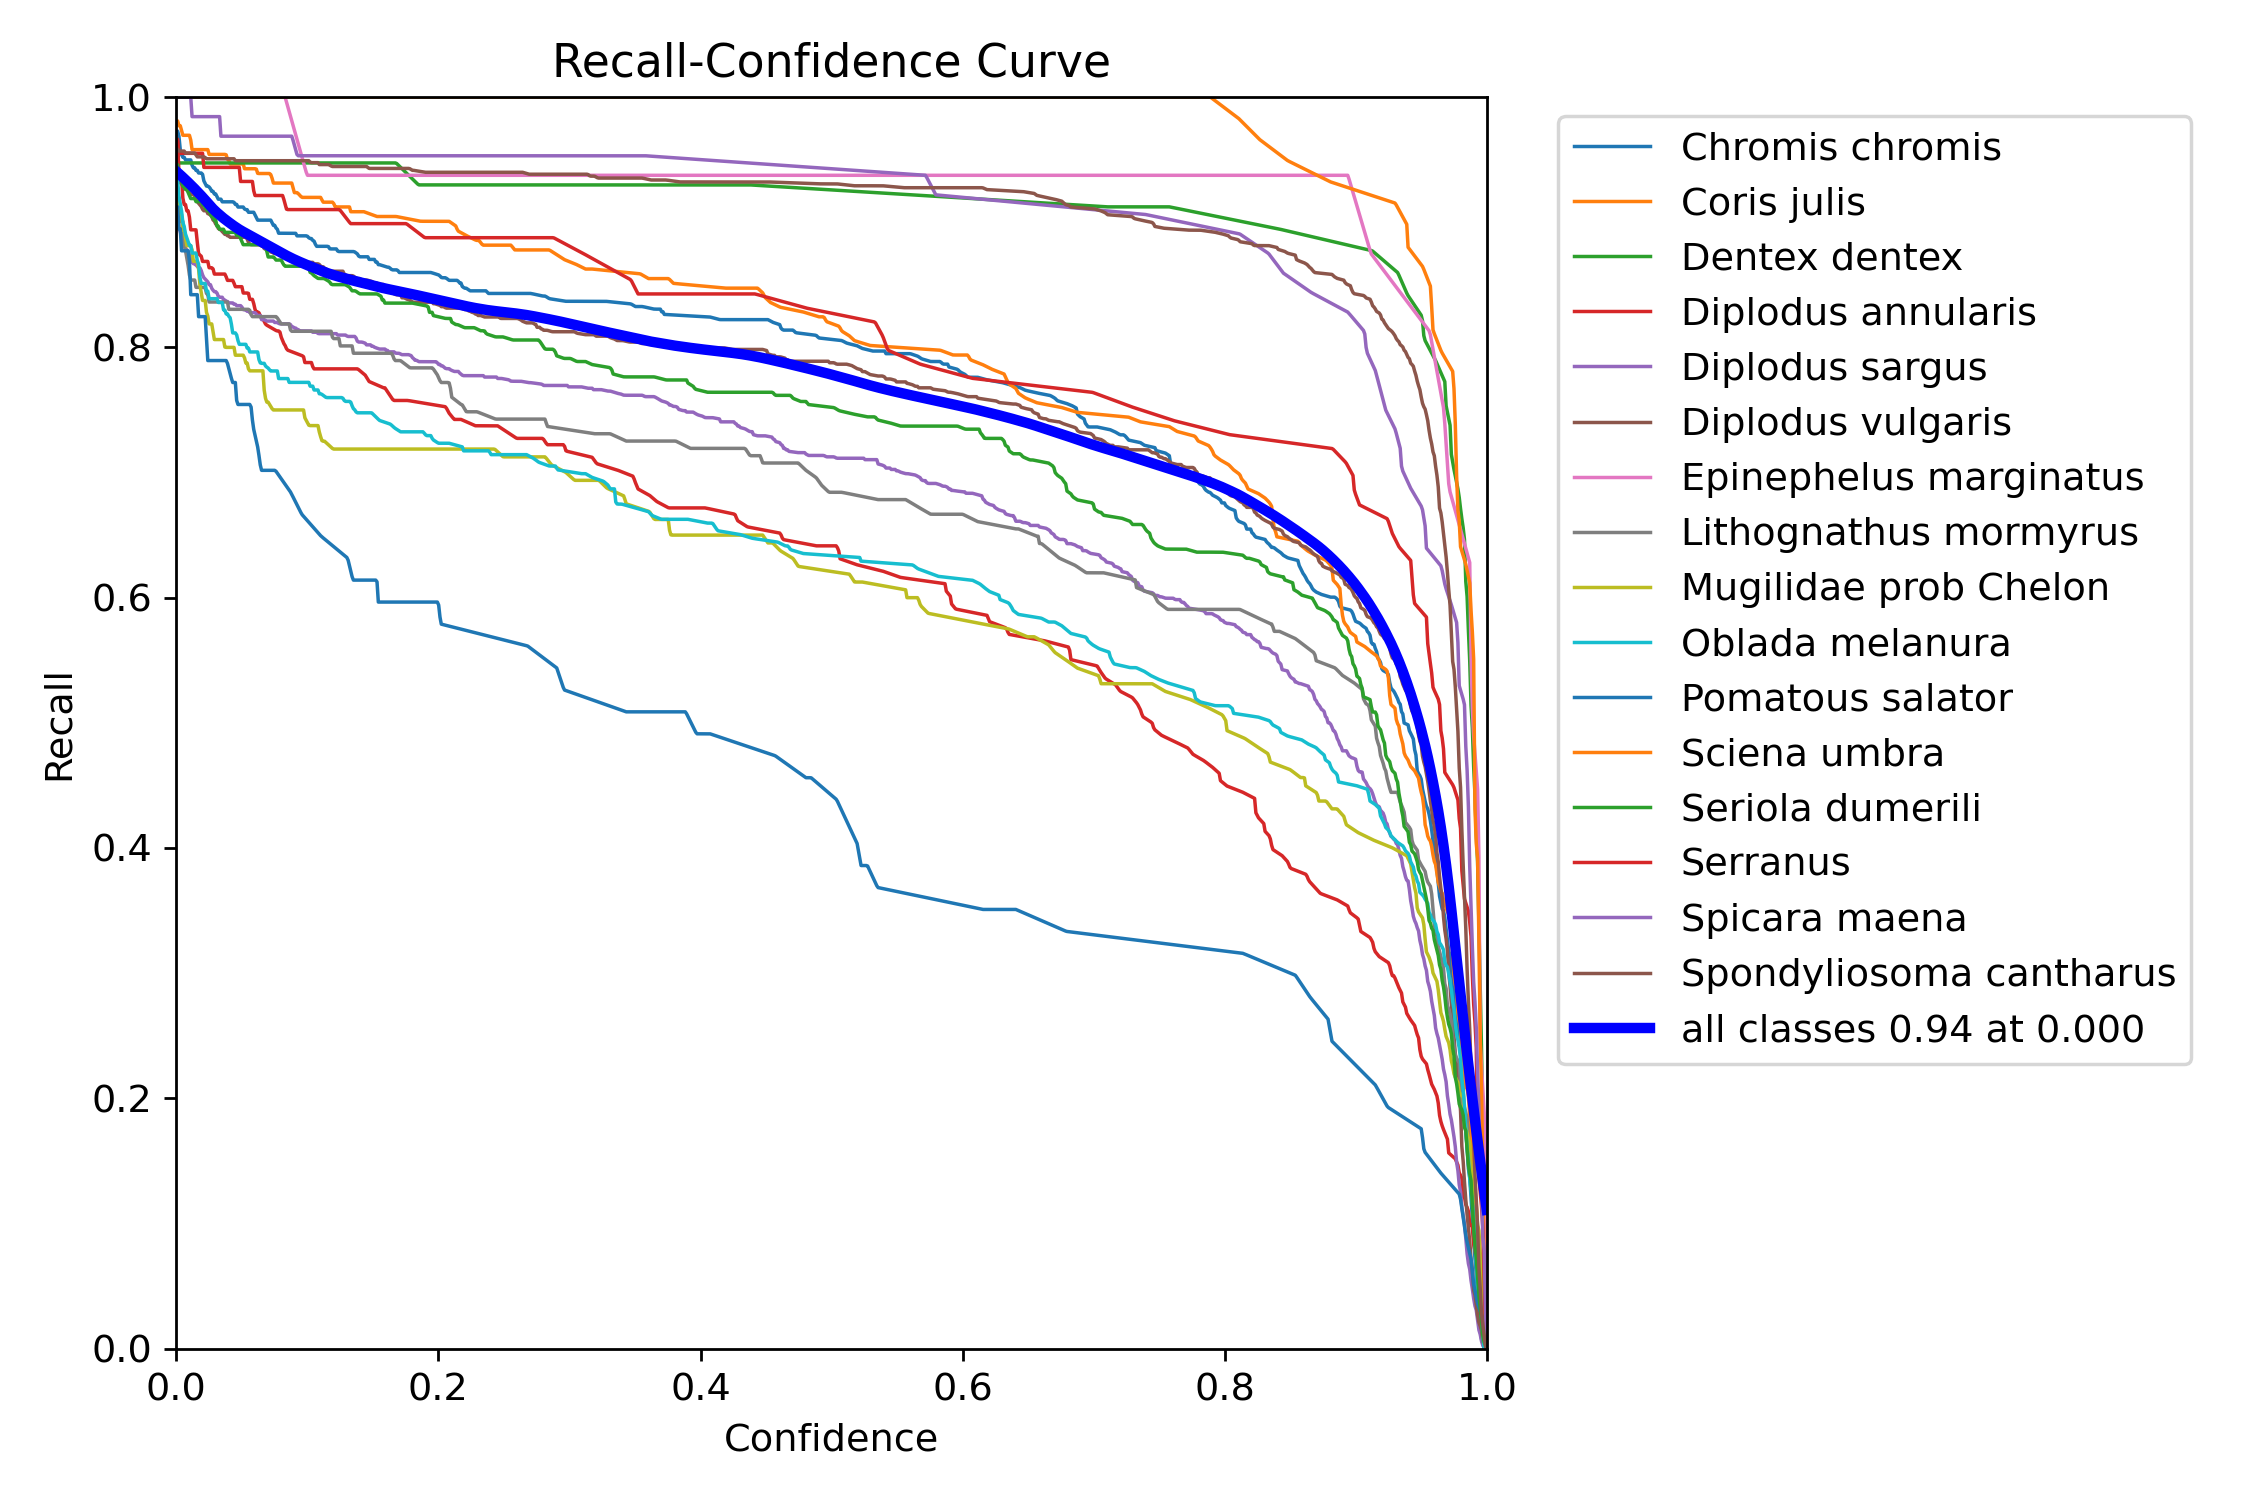 Recall-Confidence Curve
1.0
0.8
0.6
0.4
0.2
0.0
Recall
0.0 0.2 0.4 0.6 0.8 1.0
Confidence
Chromis chromis
Coris julis
Dentex dentex
Diplodus annularis
Diplodus sargus
Diplodus vulgaris
Epinephelus marginatus
Lithognathus mormyrus
Mugilidae prob Chelon
Oblada melanura
Pomatous salator
Sciena umbra
Seriola dumerili
Serranus
Spicara maena
Spondyliosoma cantharus
all classes 0.94 at 0.000